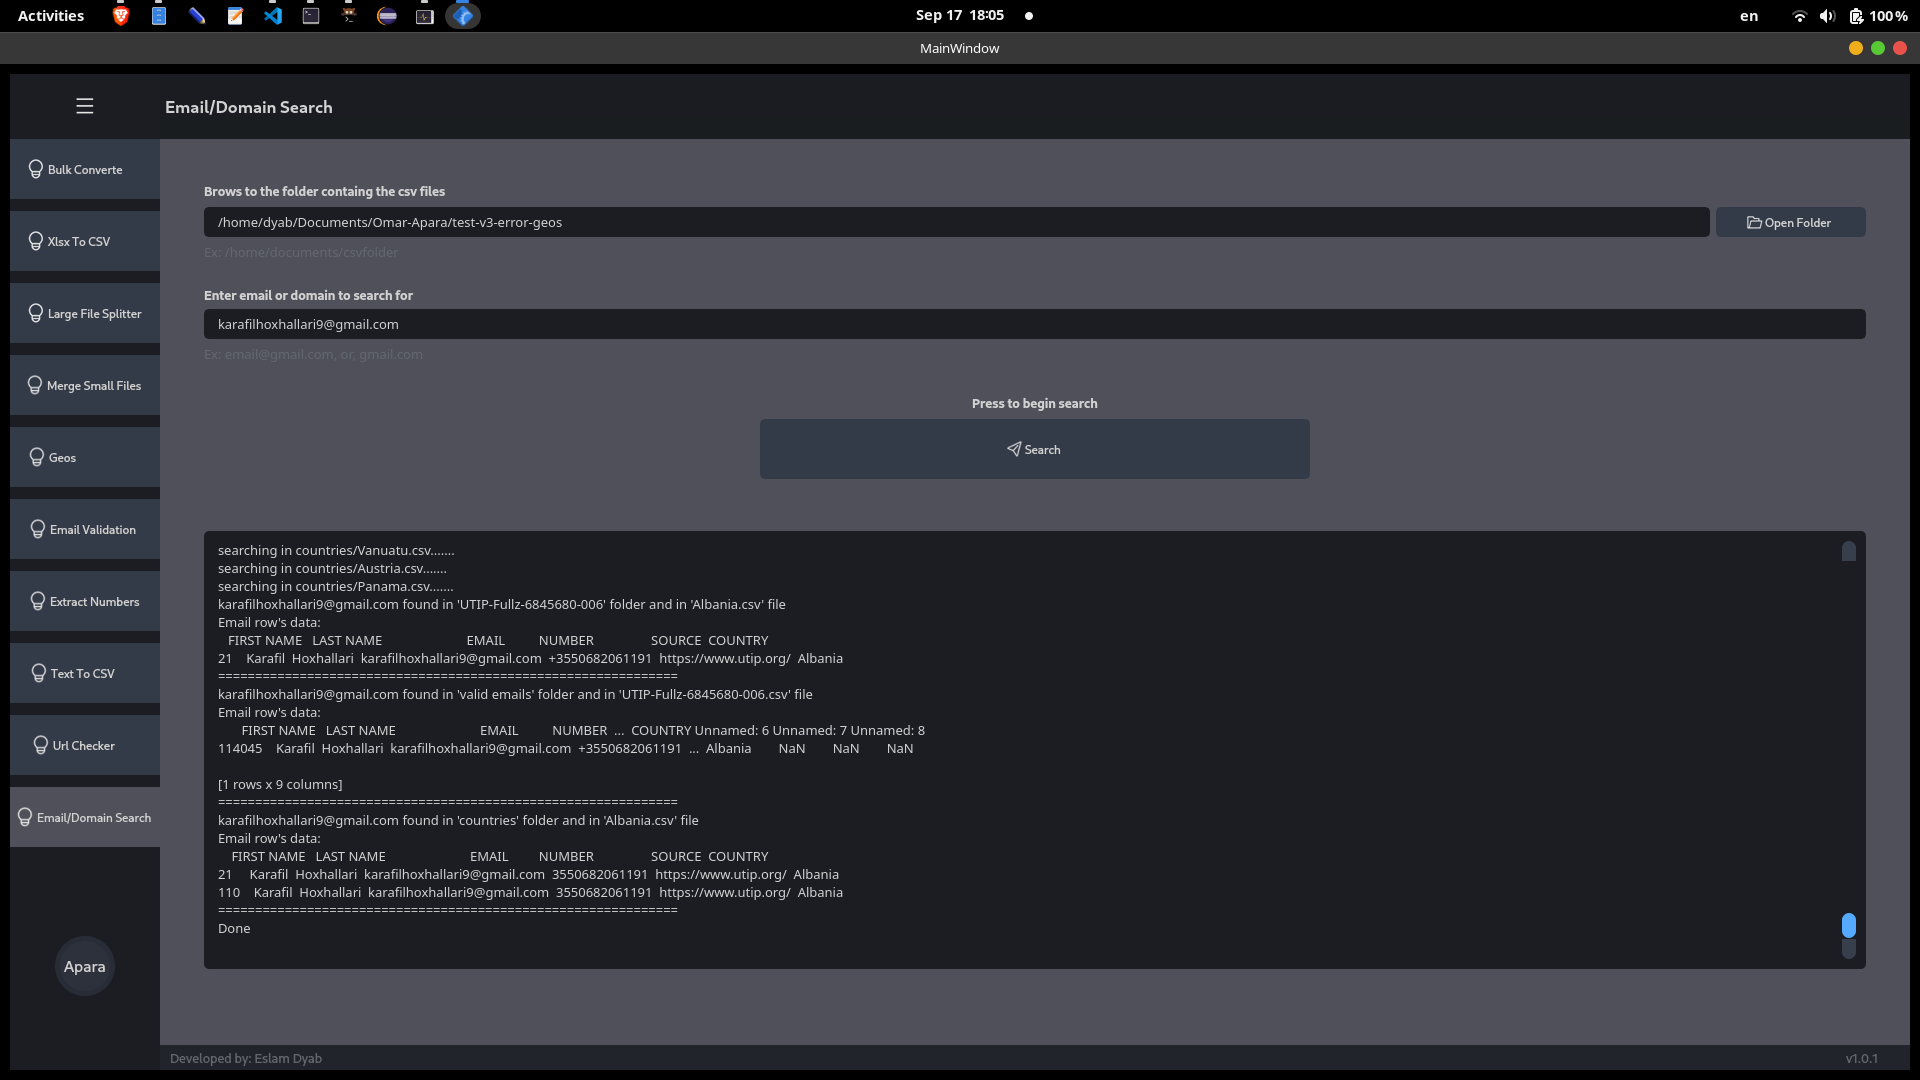 Activities
Sep 17 18:05
en
100 %
MainWindow
Email/Domain Search
Bulk Converte
Xlsx To CSV
Large File Splitter
Merge Small Files
Geos
Email Validation
Extract Numbers
Text To CSV
Url Checker
Email/Domain Search
Apara
Brows to the folder containg the csv files
/home/dyab/Documents/Omar-Apara/test-v3-error-geos
Open Folder
Ex: /home/documents/csvfolder
Enter email or domain to search for
karafilhoxhallari9@gmail.com
Ex: email@gmail.com, or, gmail.com
Press to begin search
Search
searching in countries/Vanuatu.csv.......
searching in countries/Austria.csv.......
searching in countries/Panama.csv.......
karafilhoxhallari9@gmail.com found in 'UTIP-Fullz-6845680-006' folder and in 'Albania.csv' file
Email row's data:
FIRST NAME LAST NAME EMAIL NUMBER SOURCE COUNTRY
21 Karafil Hoxhallari karafilhoxhallari9@gmail.com +3550682061191 https://www.utip.org/ Albania
==============================================================
karafilhoxhallari9@gmail.com found in 'valid emails' folder and in 'UTIP-Fullz-6845680-006.csv' file
Email row's data:
FIRST NAME LAST NAME EMAIL NUMBER ... COUNTRY Unnamed: 6 Unnamed: 7 Unnamed: 8
114045 Karafil Hoxhallari karafilhoxhallari9@gmail.com +3550682061191 ... Albania NaN NaN NaN
[1 rows x 9 columns]
==============================================================
karafilhoxhallari9@gmail.com found in 'countries' folder and in 'Albania.csv' file
Email row's data:
FIRST NAME LAST NAME EMAIL NUMBER SOURCE COUNTRY
21 Karafil Hoxhallari karafilhoxhallari9@gmail.com 3550682061191 https://www.utip.org/ Albania
110 Karafil Hoxhallari karafilhoxhallari9@gmail.com 3550682061191 https://www.utip.org/ Albania
==============================================================
Done
Developed by: Eslam Dyab
v1.0.1